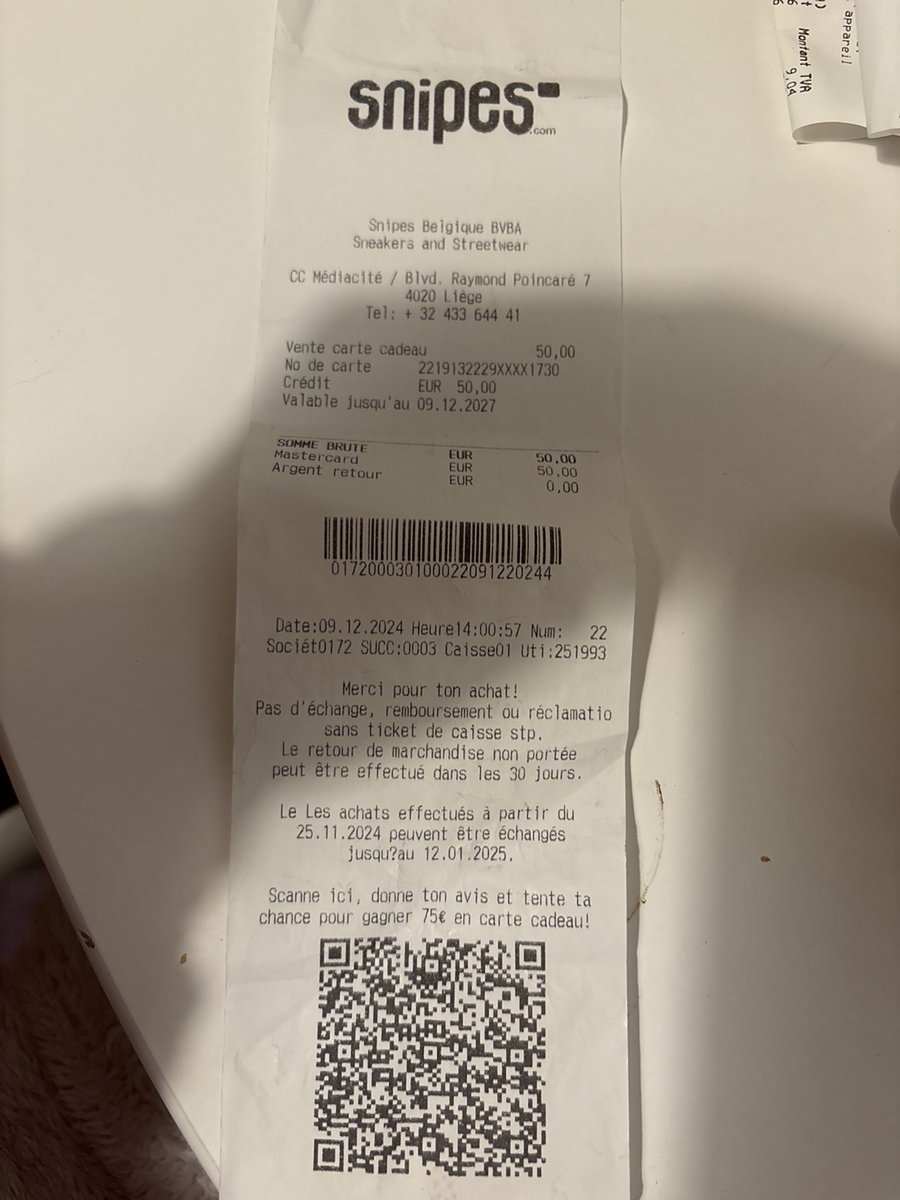 snipes
.com
Snipes Belgique BVBA
Sneakers and Streetwear
CC Médiacité / Blvd. Raymond Poincaré 7
4020 Liège
Tel: + 32 433 644 41
Vente carte cadeau 50,00
No de carte 2219132229XXXX1730
Crédit EUR 50,00
Valable jusqu'au 09.12.2027
SOMME BRUTE EUR 50,00
Mastercard EUR 50,00
Argent retour EUR 0,00
01720003010002209122024​4
Date:09.12.2024 Heure14:00:57 Num: 22
Sociét0172 SUCC:0003 Caisse01 Uti:251993
Merci pour ton achat!
Pas d'échange, remboursement ou réclamatio
sans ticket de caisse stp.
Le retour de marchandise non portée
peut être effectué dans les 30 jours.
Le Les achats effectués à partir du
25.11.2024 peuvent être échangés
jusqu?au 12.01.2025.
Scanne ici, donne ton avis et tente ta
chance pour gagner 75€ en carte cadeau!
appareil
Montant TVA
9,04